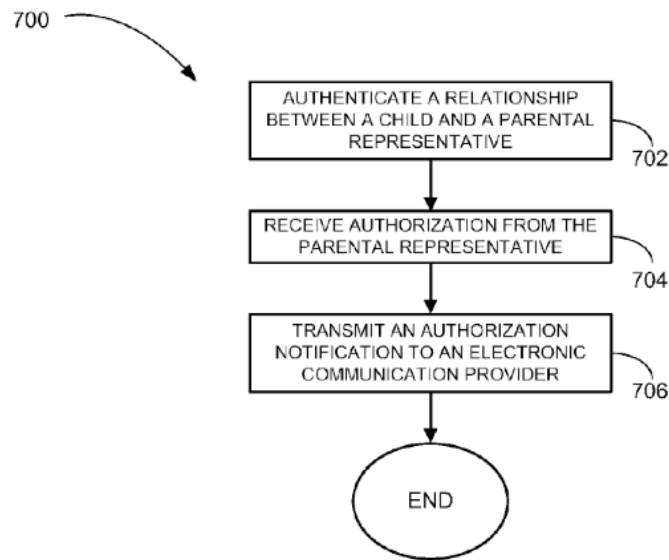 700
AUTHENTICATE A RELATIONSHIP
BETWEEN A CHILD AND A PARENTAL
REPRESENTATIVE
702
RECEIVE AUTHORIZATION FROM THE
PARENTAL REPRESENTATIVE
704
TRANSMIT AN AUTHORIZATION
NOTIFICATION TO AN ELECTRONIC
COMMUNICATION PROVIDER
706
END